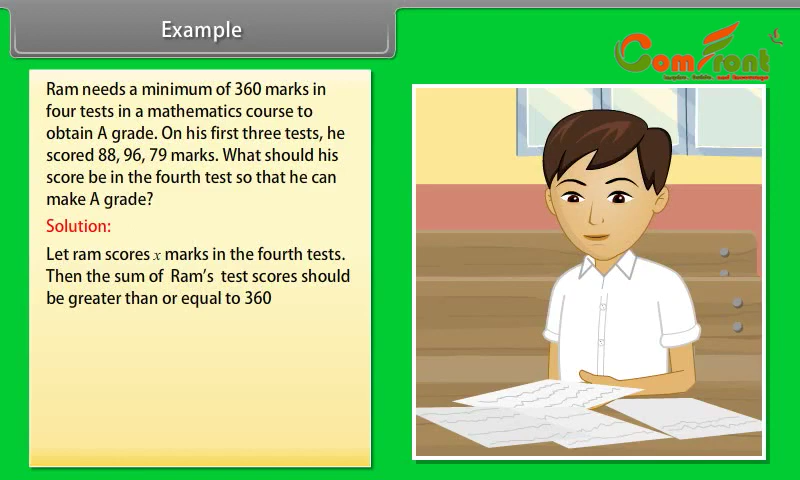 Example
ComFront
Ram needs a minimum of 360 marks in
four tests in a mathematics course to
obtain A grade. On his first three tests, he
scored 88, 96, 79 marks. What should his
score be in the fourth test so that he can
make A grade?
Solution:
Let ram scores x marks in the fourth tests.
Then the sum of Ram's test scores should
be greater than or equal to 360